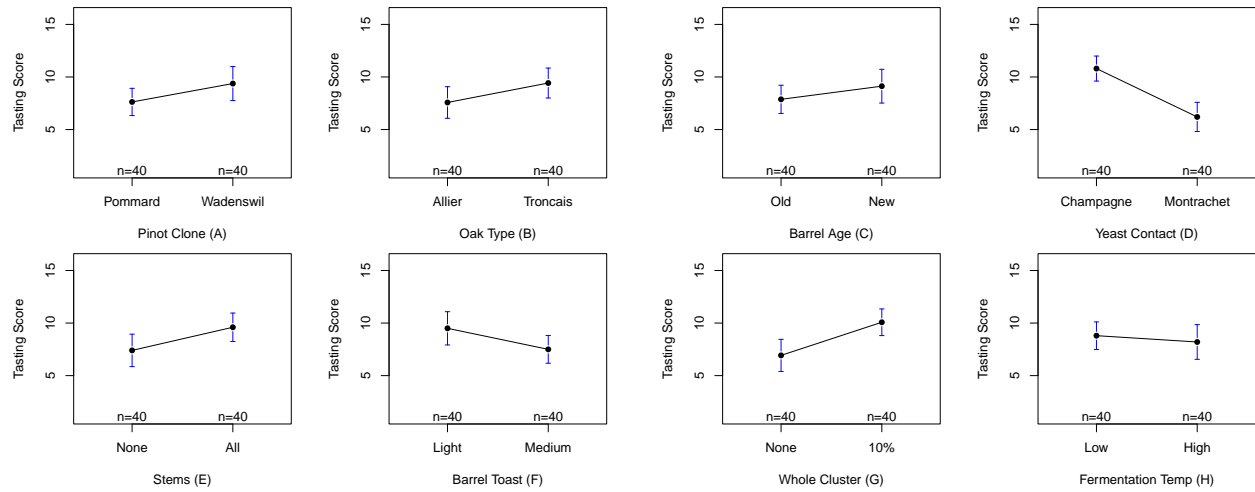 Tasting Score
15
10
5
n=40 n=40
Pommard Wadenswil
Pinot Clone (A)
Tasting Score
15
10
5
n=40 n=40
Allier Troncais
Oak Type (B)
Tasting Score
15
10
5
n=40 n=40
Old New
Barrel Age (C)
Tasting Score
15
10
5
n=40 n=40
Champagne Montrachet
Yeast Contact (D)
Tasting Score
15
10
5
n=40 n=40
None All
Stems (E)
Tasting Score
15
10
5
n=40 n=40
Light Medium
Barrel Toast (F)
Tasting Score
15
10
5
n=40 n=40
None 10%
Whole Cluster (G)
Tasting Score
15
10
5
n=40 n=40
Low High
Fermentation Temp (H)